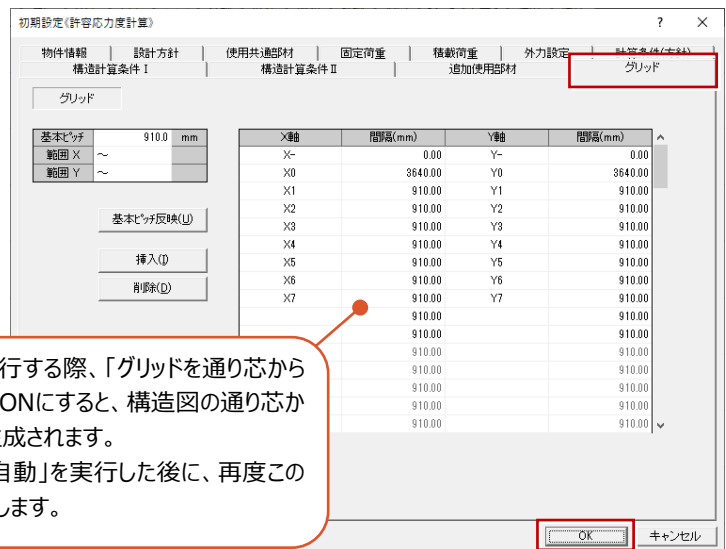 初期設定《許容応力度計算》 ? ×
物件情報 設計方針 使用共通部材 固定荷重 積載荷重 外力設定 計算条件(方針)
構造計算条件Ⅰ 構造計算条件Ⅱ 追加使用部材 グリッド
グリッド
基本ピッチ 910.0 mm
範囲 X ～
範囲 Y ～
基本ピッチ反映(U)
挿入(I)
削除(D)
X軸 間隔(mm) Y軸 間隔(mm)
X- 0.00 Y- 0.00
X0 3640.00 Y0 3640.00
X1 910.00 Y1 910.00
X2 910.00 Y2 910.00
X3 910.00 Y3 910.00
X4 910.00 Y4 910.00
X5 910.00 Y5 910.00
X6 910.00 Y6 910.00
X7 910.00 Y7 910.00
910.00 910.00
910.00 910.00
910.00 910.00
910.00 910.00
910.00 910.00
910.00 910.00
行する際、「グリッドを通り芯から
ONにすると、構造図の通り芯か
成されます。
自動」を実行した後に、再度この
します。
OK キャンセル